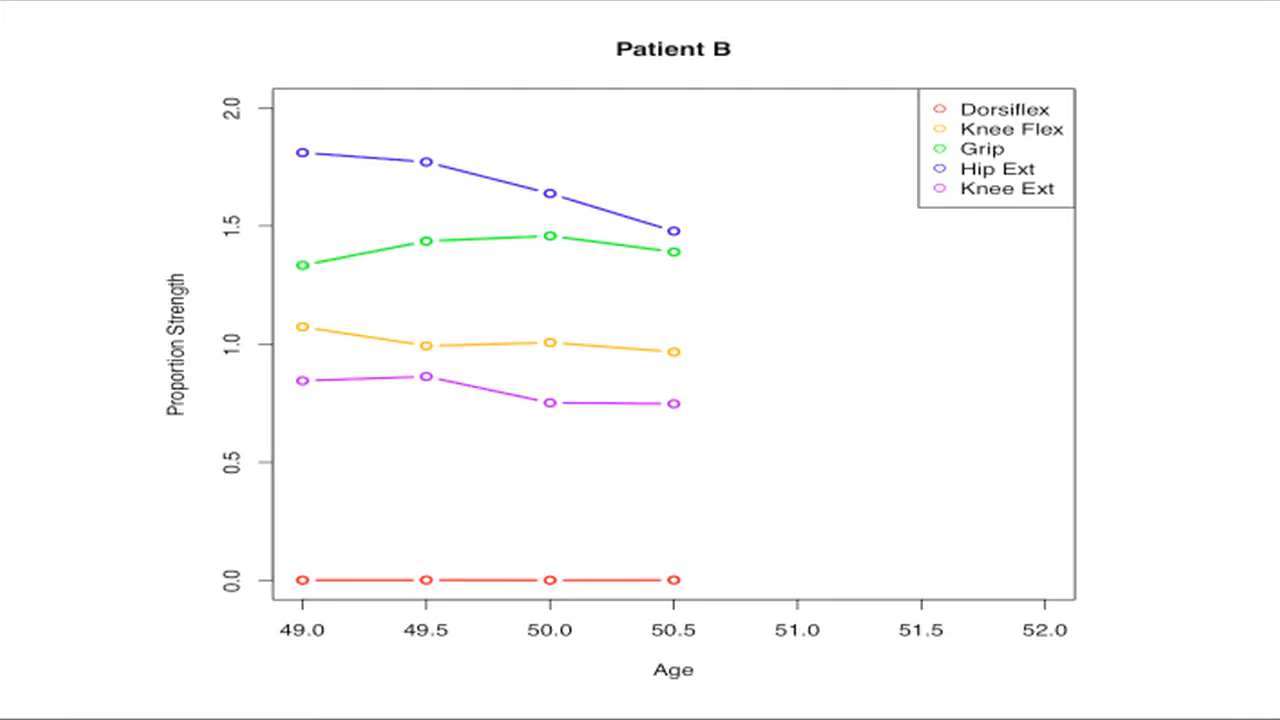 Patient B
Dorsiflex
Knee Flex
Grip
Hip Ext
Knee Ext
Proportion Strength
2.0
1.5
1.0
0.5
0.0
49.0 49.5 50.0 50.5 51.0 51.5 52.0
Age